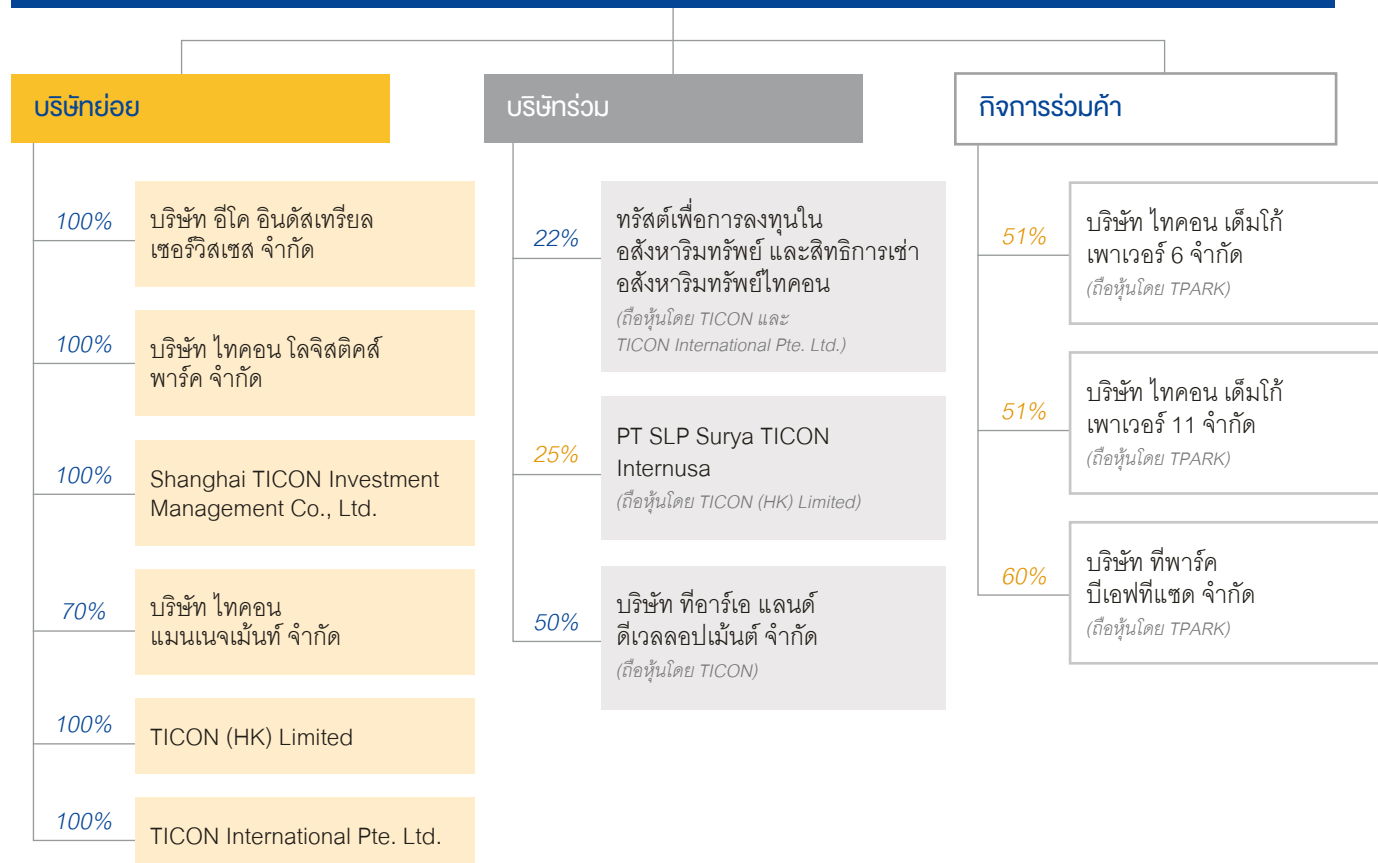 บริษัทย่อย
100%
บริษัท อีโค อินดัสเทรียล
เซอร์วิสเซส จำกัด
100%
บริษัท ไทคอน โลจิสติคส์
พาร์ค จำกัด
100%
Shanghai TICON Investment
Management Co., Ltd.
70%
บริษัท ไทคอน
แมนเนจเม้นท์ จำกัด
100%
TICON (HK) Limited
100%
TICON International Pte. Ltd.
บริษัทร่วม
22%
ทรัสต์เพื่อการลงทุนใน
อสังหาริมทรัพย์ และสิทธิการเช่า
อสังหาริมทรัพย์ไทคอน
(ถือหุ้นโดย TICON และ
TICON International Pte. Ltd.)
25%
PT SLP Surya TICON
Internusa
(ถือหุ้นโดย TICON (HK) Limited)
50%
บริษัท ทีอาร์เอ แลนด์
ดีเวลลอปเม้นต์ จำกัด
(ถือหุ้นโดย TICON)
กิจการร่วมค้า
51%
บริษัท ไทคอน เด็มโก้
เพาเวอร์ 6 จำกัด
(ถือหุ้นโดย TPARK)
51%
บริษัท ไทคอน เด็มโก้
เพาเวอร์ 11 จำกัด
(ถือหุ้นโดย TPARK)
60%
บริษัท ทีพาร์ค
บีเอฟทีแซด จำกัด
(ถือหุ้นโดย TPARK)